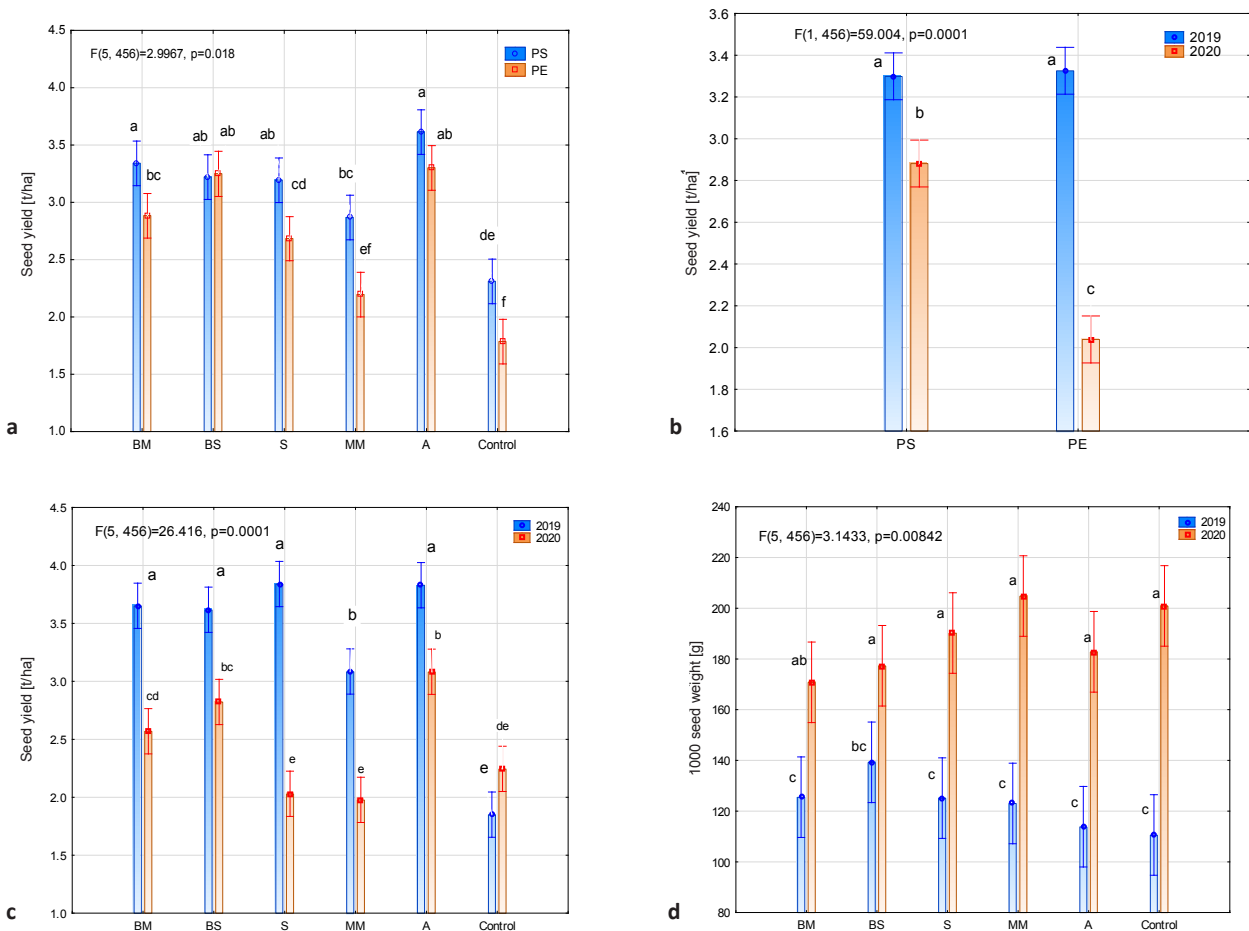 4.5
F(5, 456)=2.9967, p=0.018
PS
PE
4.0
a
a
ab
ab
ab
ab
3.5
bc
cd
bc
3.0
ef
de
f
2.5
2.0
1.5
1.0
Seed yield [t/ha]
BM BS S MM A Control
a
3.6
F(1, 456)=59.004, p=0.0001
2019
2020
3.4
a
a
3.2
b
3.0
2.8
2.6
2.4
c
2.2
2.0
1.8
1.6
Seed yield [t/ha]
PS PE
b
4.5
F(5, 456)=26.416, p=0.0001
2019
2020
4.0
a
a
a
a
b
3.5
cd
bc
b
3.0
e
e
e
de
2.5
2.0
1.5
1.0
Seed yield [t/ha]
BM BS S MM A Control
c
240
F(5, 456)=3.1433, p=0.00842
2019
2020
220
a
a
a
a
a
ab
200
180
160
bc
c
c
c
c
c
140
120
100
80
1000 seed weight [g]
BM BS S MM A Control
d